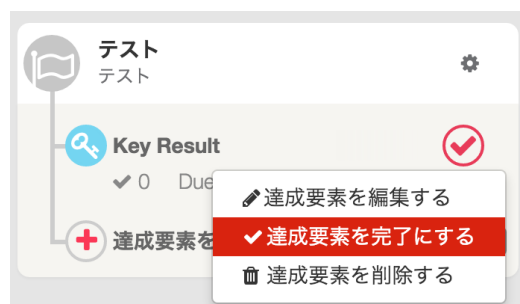 テスト
テスト
Key Result
0 Due
達成要素を編集する
達成要素を完了にする
達成要素を
達成要素を削除する